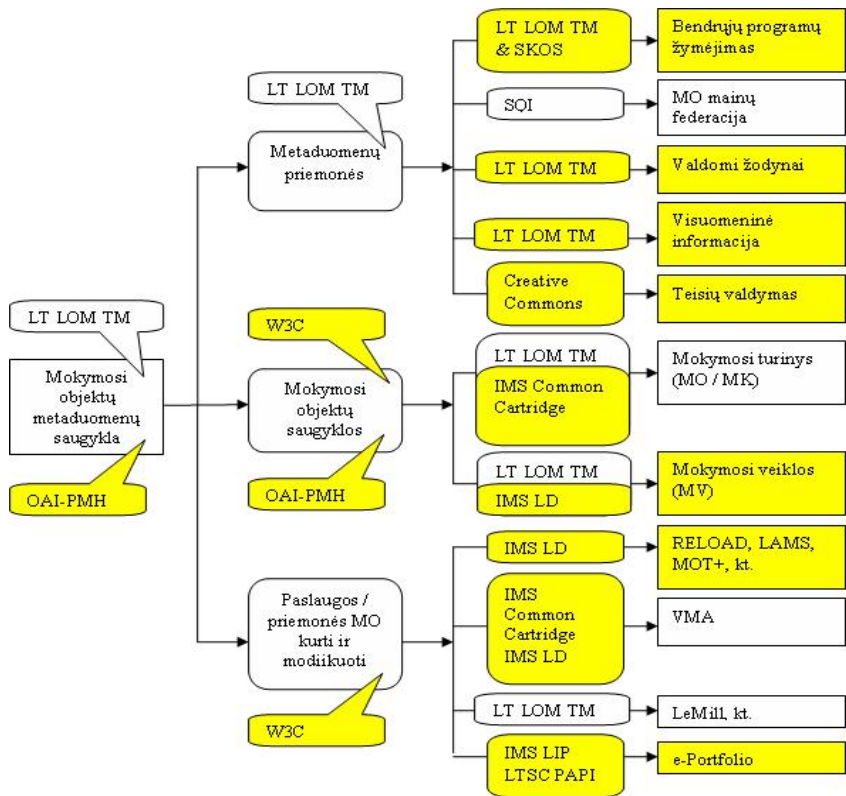 LT LOM TM
Mokymosi
objektų
metaduomenų
saugykla
OAI-PMH
LT LOM TM
Metaduomenų
priemonės
LT LOM TM
& SKOS
Bendrųjų programų
žymėjimas
SQI
MO mainų
federacija
LT LOM TM
Valdomi žodynai
LT LOM TM
Visuomeninė
informacija
Creative
Commons
Teisių valdymas
W3C
Mokymosi
objektų
saugyklos
OAI-PMH
LT LOM TM
IMS Common
Cartridge
Mokymosi turinys
(MO / MK)
LT LOM TM
IMS LD
Mokymosi veiklos
(MV)
Paslaugos /
priemonės MO
kurti ir
modiikuoti
W3C
IMS LD
RELOAD, LAMS,
MOT+, kt.
IMS
Common
Cartridge
IMS LD
VMA
LT LOM TM
LeMill, kt.
IMS LIP
LTSC PAPI
e-Portfolio